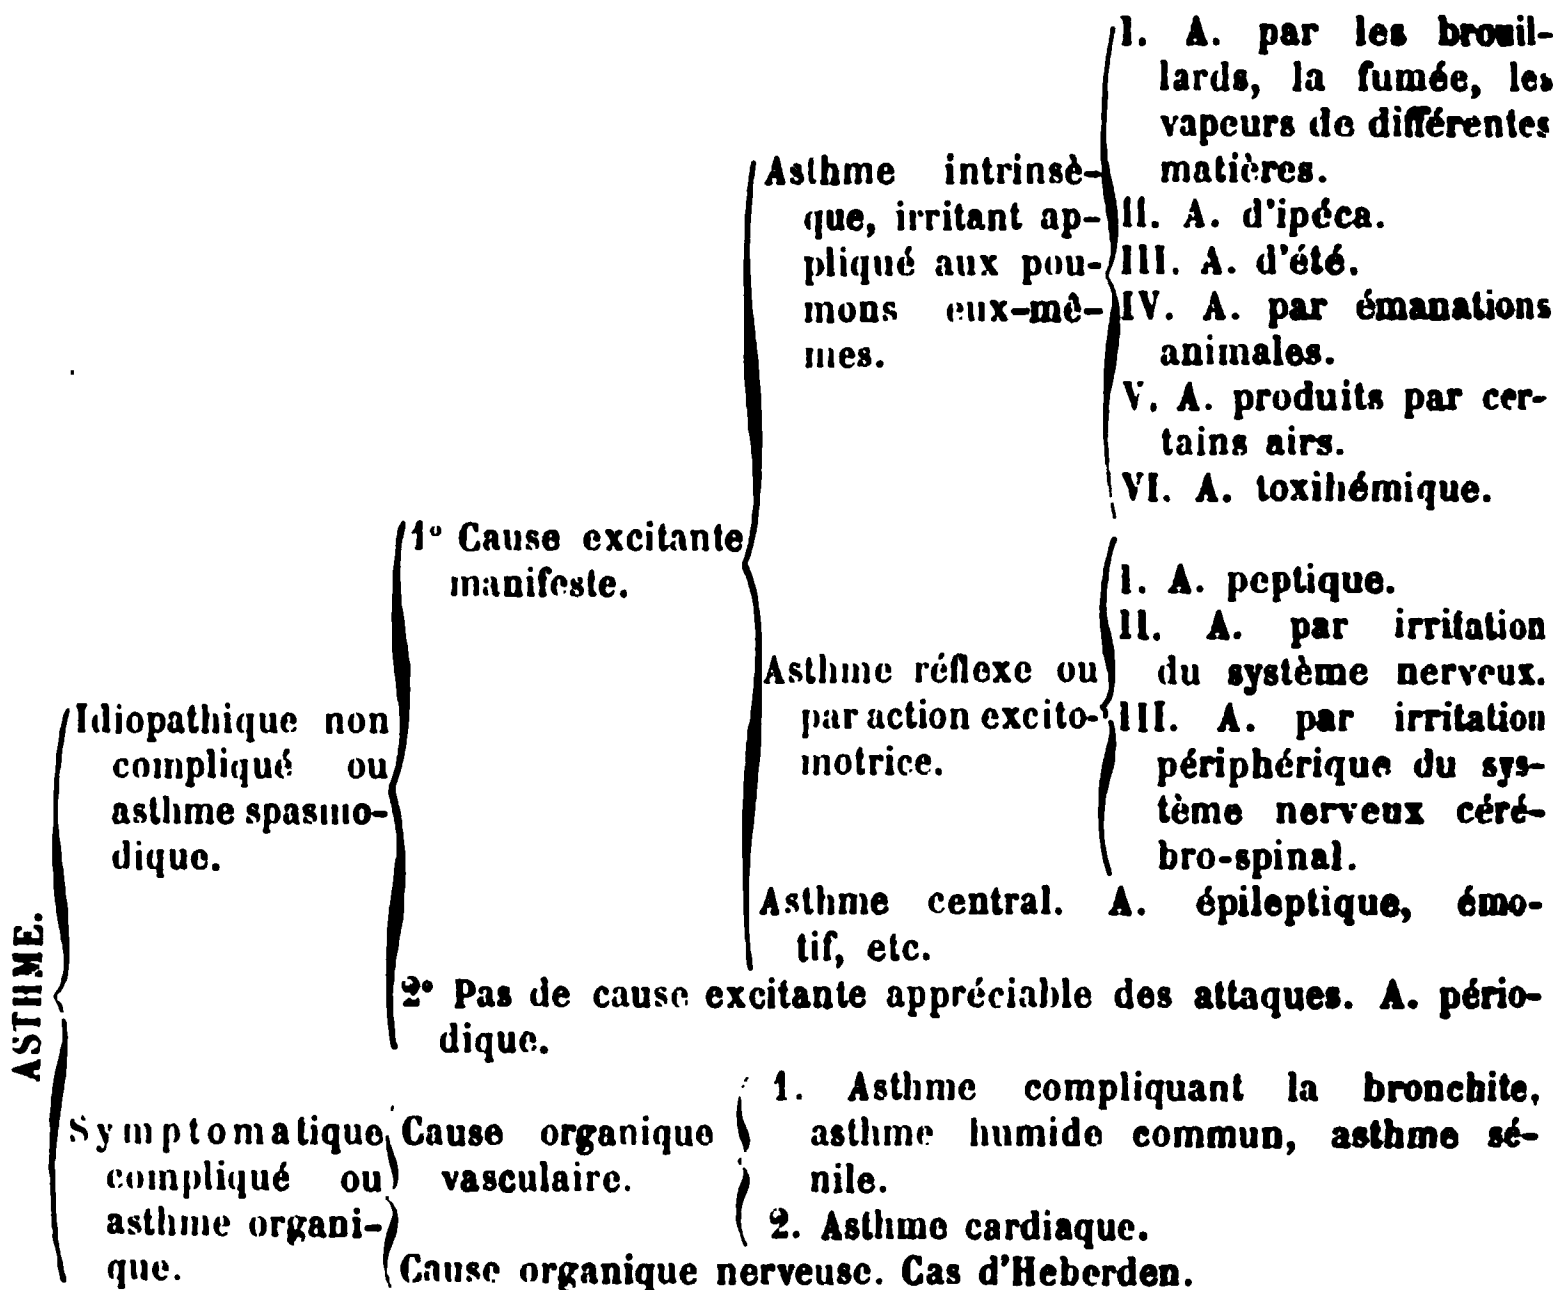 ASTHME.
Idiopathique non
compliqué ou
asthme spasmo-
dique.
1° Cause excitante
manifeste.
Asthme intrinsè-
que, irritant ap-
pliqué aux pou-
mons eux-mê-
mes.
I. A. par les brouil-
lards, la fumée, les
vapeurs de différentes
matières.
II. A. d'ipéca.
III. A. d'été.
IV. A. par émanations
animales.
V. A. produits par cer-
tains airs.
VI. A. toxihémique.
Asthme réflexe ou
par action excito-
motrice.
I. A. peptique.
II. A. par irritation
du système nerveux.
III. A. par irritation
périphérique du sys-
tème nerveux céré-
bro-spinal.
Asthme central. A. épileptique, émo-
tif, etc.
2° Pas de cause excitante appréciable des attaques. A. pério-
dique.
Symptomatique
compliqué ou
asthme organi-
que.
Cause organique
vasculaire.
1. Asthme compliquant la bronchite,
asthme humide commun, asthme sé-
nile.
2. Asthme cardiaque.
Cause organique nerveuse. Cas d'Heberden.